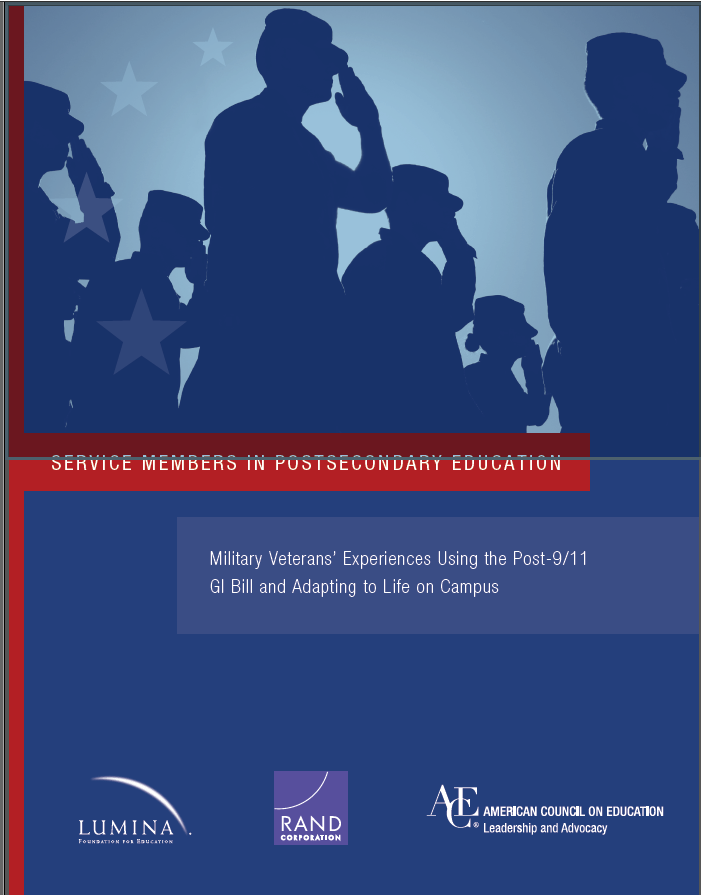 SERVICE MEMBERS IN POSTSECONDARY EDUCATION
Military Veterans' Experiences Using the Post-9/11
GI Bill and Adapting to Life on Campus
LUMINA
FOUNDATION FOR EDUCATION
RAND
CORPORATION
ACE
® AMERICAN COUNCIL ON EDUCATION
Leadership and Advocacy